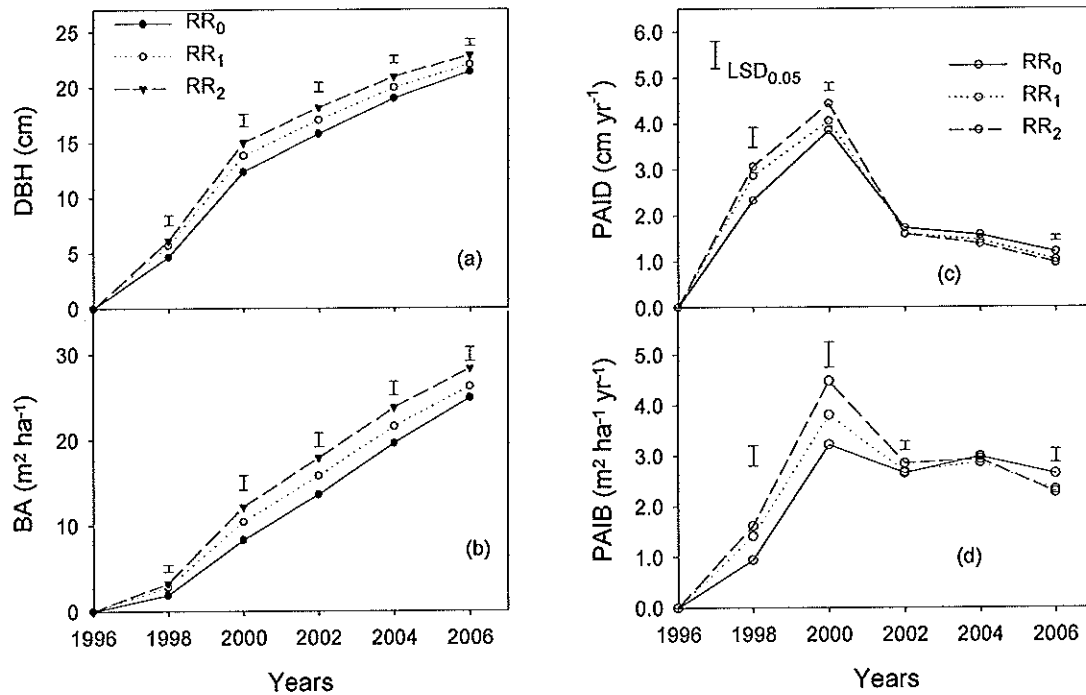 RR₀
RR₁
RR₂
DBH (cm)
25
20
15
10
5
0
(a)
BA (m² ha⁻¹)
30
20
10
0
(b)
1996 1998 2000 2002 2004 2006
Years
LSD₀.₀₅
RR₀
RR₁
RR₂
PAID (cm yr⁻¹)
6.5
6.0
5.0
4.0
3.0
2.0
1.0
0.0
(c)
PAIB (m² ha⁻¹ yr⁻¹)
5.0
4.0
3.0
2.0
1.0
0.0
(d)
1996 1998 2000 2002 2004 2006
Years